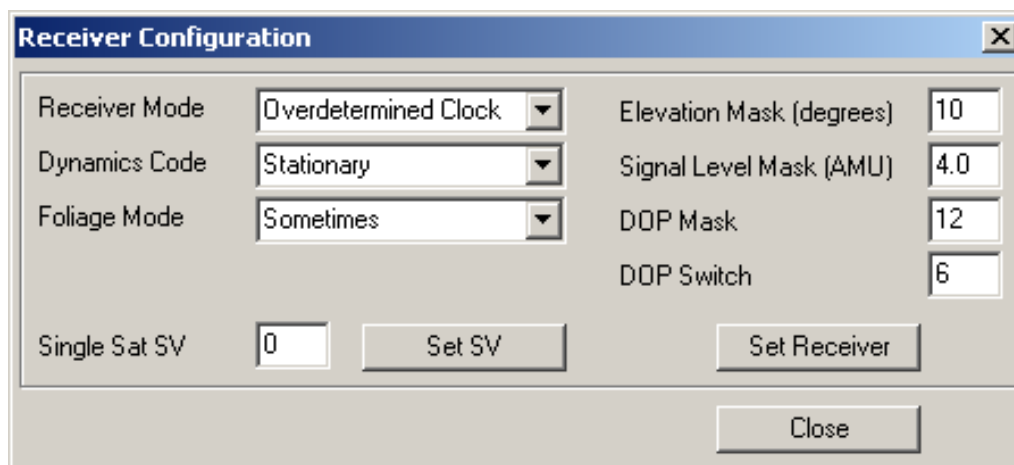 Receiver Configuration
Receiver Mode Overdetermined Clock Elevation Mask (degrees) 10
Dynamics Code Stationary Signal Level Mask (AMU) 4.0
Foliage Mode Sometimes DOP Mask 12
DOP Switch 6
Single Sat SV 0 Set SV Set Receiver
Close